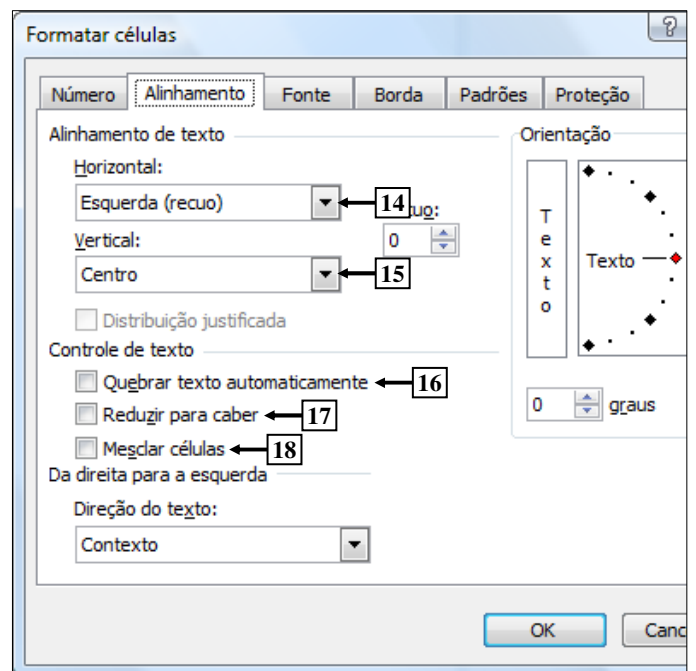 Formatar células ?
Número Alinhamento Fonte Borda Padrões Proteção
Alinhamento de texto
Horizontal:
Esquerda (recuo) 14
Vertical: 0
Centro 15
Distribuição justificada
Controle de texto
Quebrar texto automaticamente 16
Reduzir para caber 17
Mesclar células 18
Da direita para a esquerda
Direção do texto:
Contexto
Orientação
Texto
Texto
0 graus
OK Canc